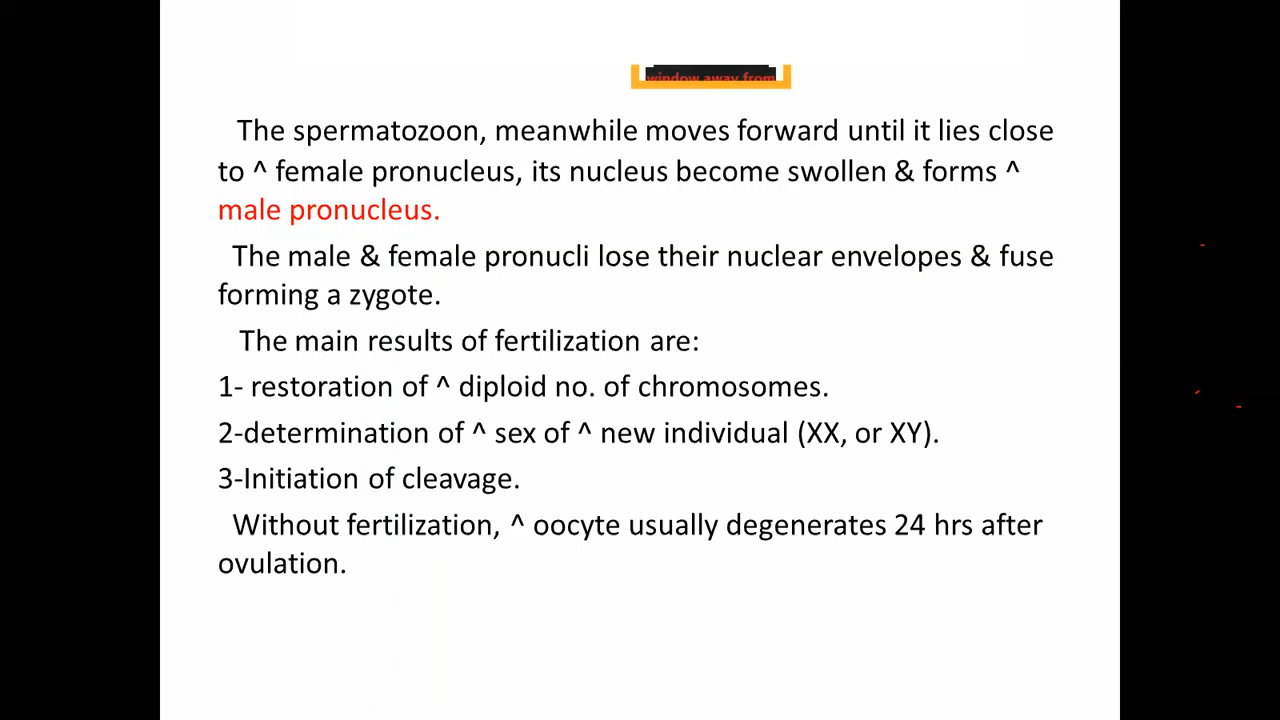 window away from
The spermatozoon, meanwhile moves forward until it lies close
to ^ female pronucleus, its nucleus become swollen & forms ^
male pronucleus.
The male & female pronucli lose their nuclear envelopes & fuse
forming a zygote.
The main results of fertilization are:
1- restoration of ^ diploid no. of chromosomes.
2-determination of ^ sex of ^ new individual (XX, or XY).
3-Initiation of cleavage.
Without fertilization, ^ oocyte usually degenerates 24 hrs after
ovulation.